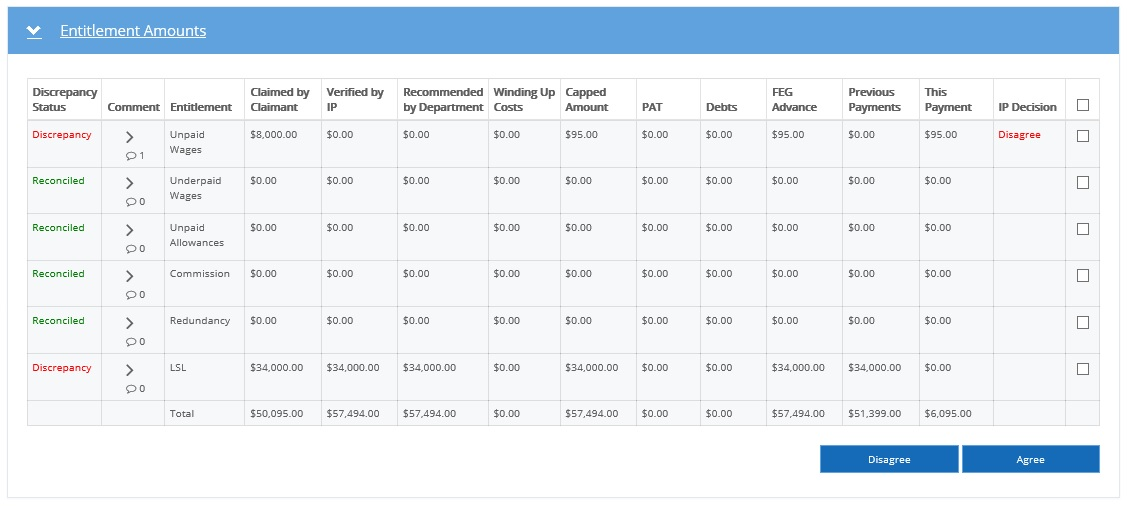 Entitlement Amounts
Discrepancy Status Comment Entitlement Claimed by Claimant Verified by IP Recommended by Department Winding Up Costs Capped Amount PAT Debts FEG Advance Previous Payments This Payment IP Decision
Discrepancy 1 Unpaid Wages $8,000.00 $0.00 $0.00 $0.00 $95.00 $0.00 $0.00 $95.00 $0.00 $95.00 Disagree
Reconciled 0 Underpaid Wages $0.00 $0.00 $0.00 $0.00 $0.00 $0.00 $0.00 $0.00 $0.00 $0.00
Reconciled 0 Unpaid Allowances $0.00 $0.00 $0.00 $0.00 $0.00 $0.00 $0.00 $0.00 $0.00 $0.00
Reconciled 0 Commission $0.00 $0.00 $0.00 $0.00 $0.00 $0.00 $0.00 $0.00 $0.00 $0.00
Reconciled 0 Redundancy $0.00 $0.00 $0.00 $0.00 $0.00 $0.00 $0.00 $0.00 $0.00 $0.00
Discrepancy 0 LSL $34,000.00 $34,000.00 $34,000.00 $0.00 $34,000.00 $0.00 $0.00 $34,000.00 $34,000.00 $0.00
Total $50,095.00 $57,494.00 $57,494.00 $0.00 $57,494.00 $0.00 $0.00 $57,494.00 $51,399.00 $6,095.00
Disagree Agree